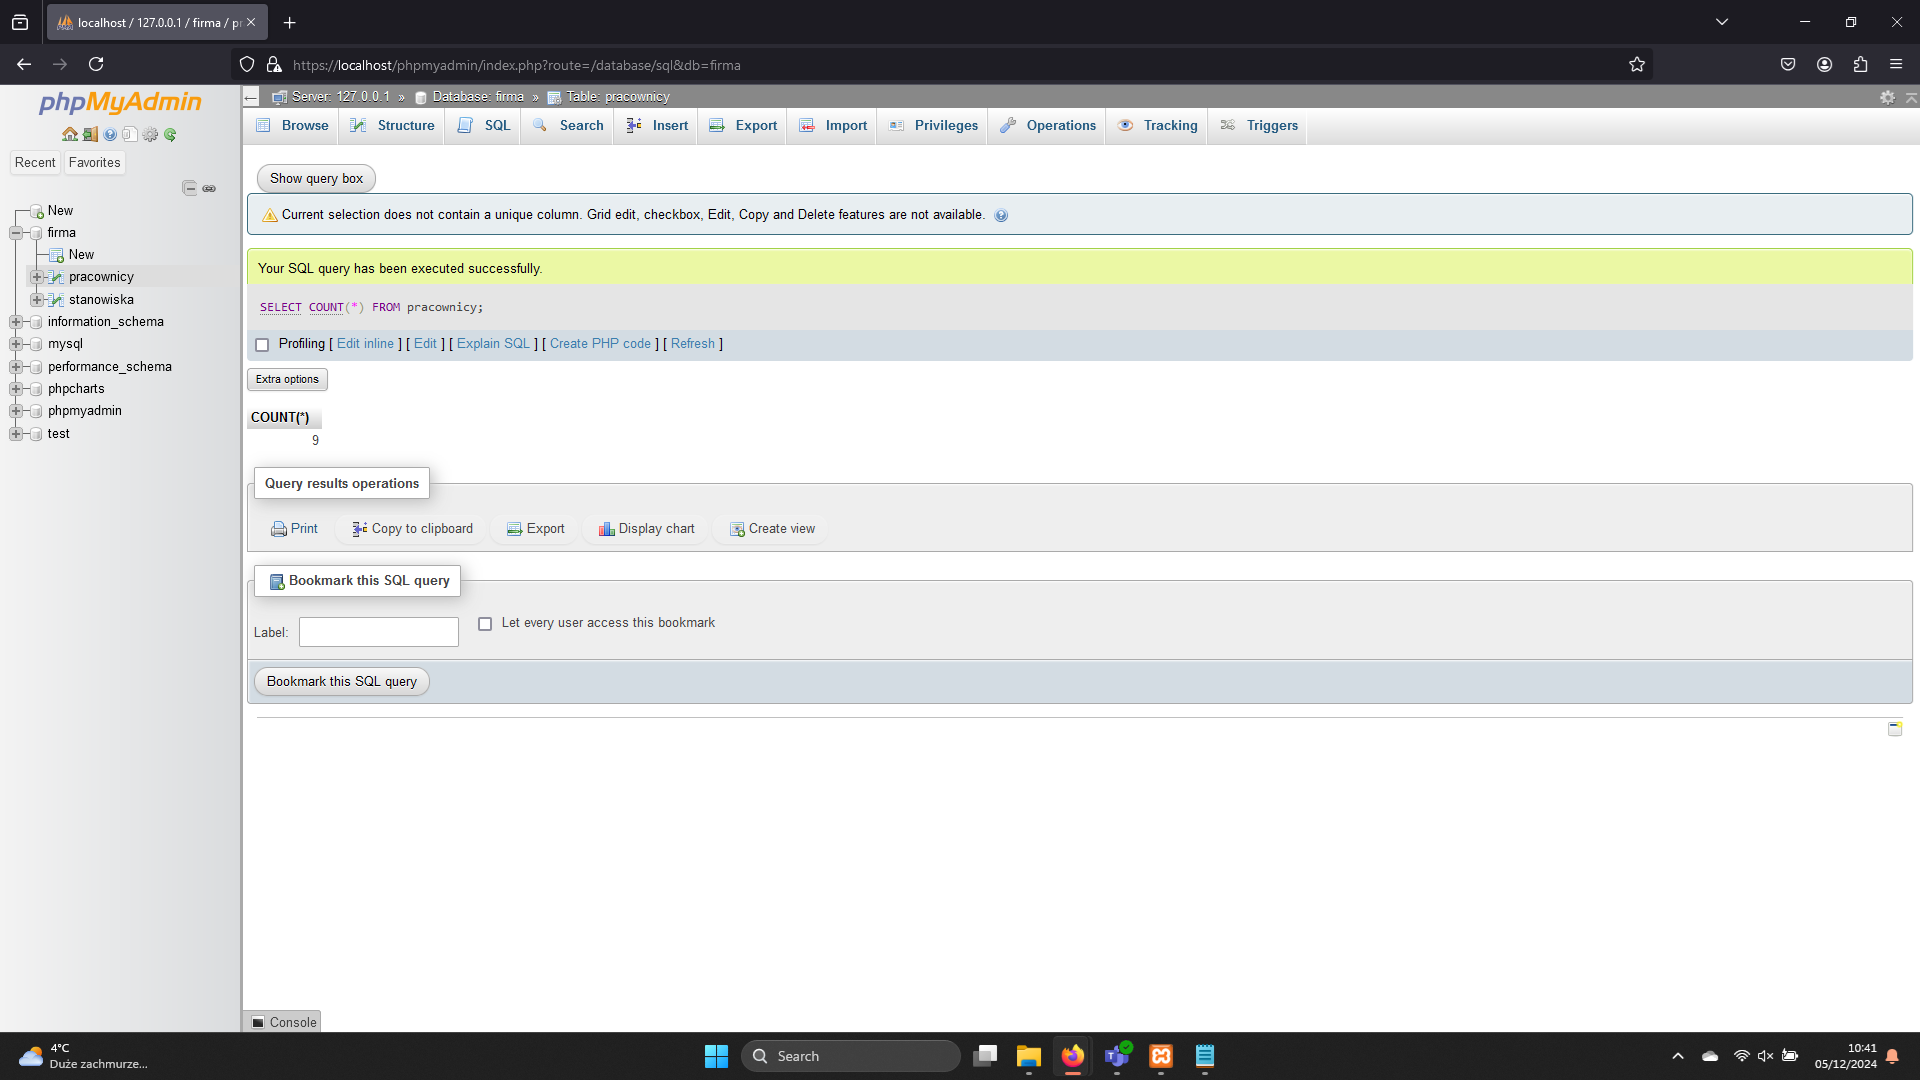 localhost / 127.0.0.1 / firma / pr
https://localhost/phpmyadmin/index.php?route=/database/sql&db=firma
phpMyAdmin
Recent Favorites
New
firma
New
pracownicy
stanowiska
information_schema
mysql
performance_schema
phpcharts
phpmyadmin
test
Server: 127.0.0.1 » Database: firma » Table: pracownicy
Browse Structure SQL Search Insert Export Import Privileges Operations Tracking Triggers
Show query box
Current selection does not contain a unique column. Grid edit, checkbox, Edit, Copy and Delete features are not available.
Your SQL query has been executed successfully.
SELECT COUNT(*) FROM pracownicy;
Profiling [ Edit inline ] [ Edit ] [ Explain SQL ] [ Create PHP code ] [ Refresh ]
Extra options
COUNT(*)
9
Query results operations
Print Copy to clipboard Export Display chart Create view
Bookmark this SQL query
Label: Let every user access this bookmark
Bookmark this SQL query
Console
4°C
Duże zachmurze...
Search
10:41
05/12/2024